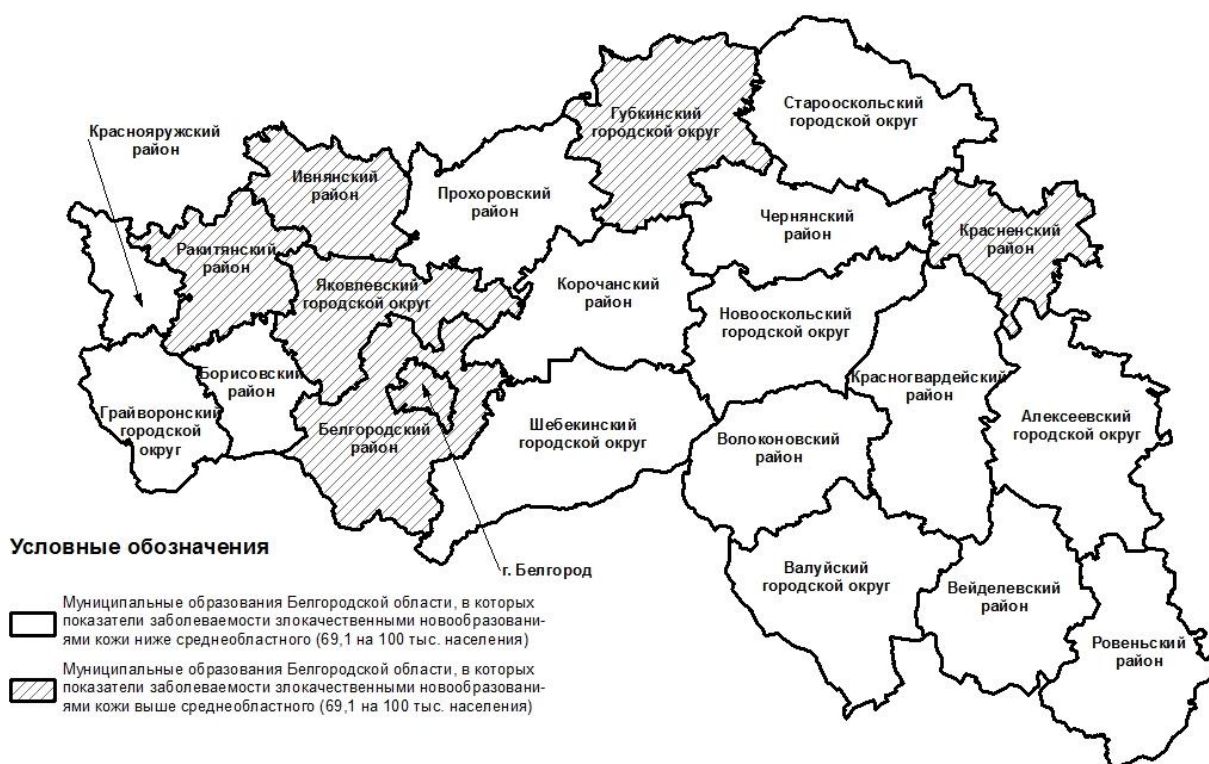 Губкинский
городской округ
Старооскольский
городской округ
Краснояружский
район
Ивнянский
район
Прохоровский
район
Чернянский
район
Красненский
район
Ракитянский
район
Яковлевский
городской округ
Корочанский
район
Новооскольский
городской округ
Борисовский
район
Красногвардейский
район
Грайворонский
городской
округ
Белгородский
район
Шебекинский
городской округ
Волоконовский
район
Алексеевский
городской округ
г. Белгород
Валуйский
городской округ
Вейделевский
район
Ровеньский
район
Условные обозначения
Муниципальные образования Белгородской области, в которых
показатели заболеваемости злокачественными новообразовани-
ями кожи ниже среднеобластного (69,1 на 100 тыс. населения)
Муниципальные образования Белгородской области, в которых
показатели заболеваемости злокачественными новообразовани-
ями кожи выше среднеобластного (69,1 на 100 тыс. населения)